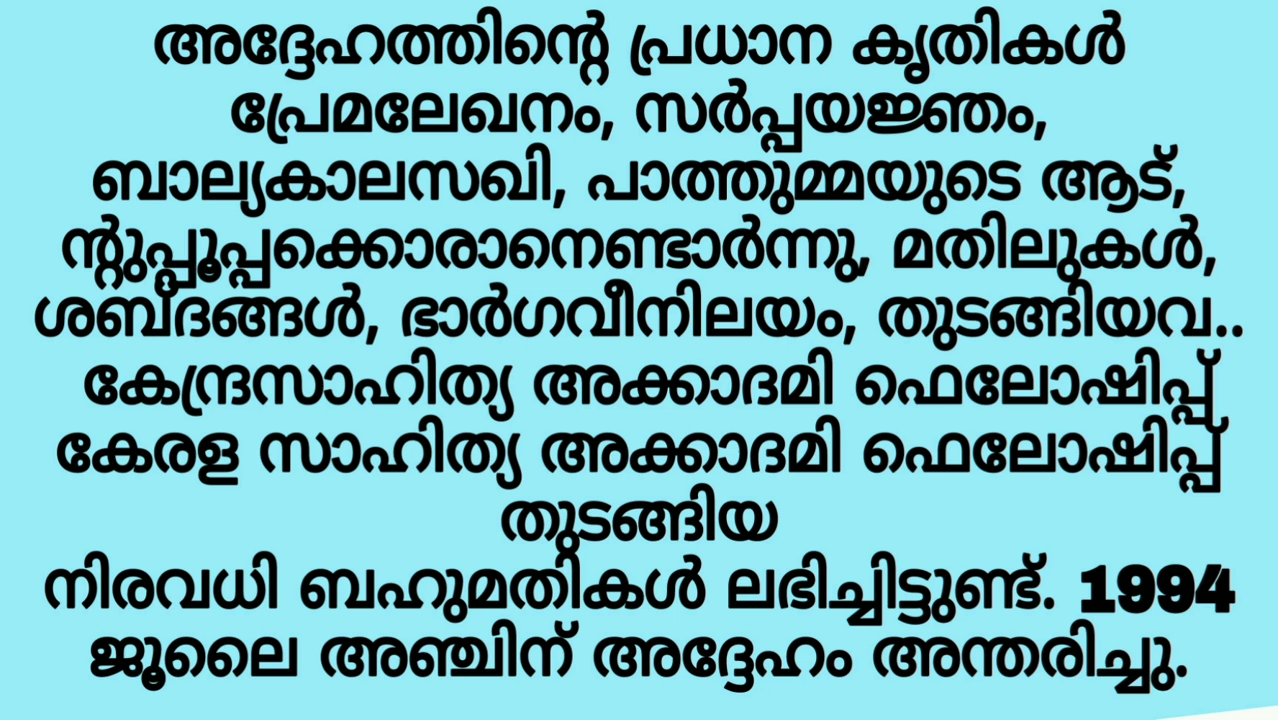 അദ്ദേഹത്തിന്റെ പ്രധാന കൃതികൾ
പ്രേമലേഖനം, സർപ്പയജ്ഞം,
ബാല്യകാലസഖി, പാത്തുമ്മയുടെ ആട്,
ന്റുപ്പൂപ്പക്കൊരാനെണ്ടാർന്നു, മതിലുകൾ,
ശബ്ദങ്ങൾ, ഭാർഗവീനിലയം, തുടങ്ങിയവ..
കേന്ദ്രസാഹിത്യ അക്കാദമി ഫെലോഷിപ്പ്
കേരള സാഹിത്യ അക്കാദമി ഫെലോഷിപ്പ്
തുടങ്ങിയ
നിരവധി ബഹുമതികൾ ലഭിച്ചിട്ടുണ്ട്. 1994
ജൂലൈ അഞ്ചിന് അദ്ദേഹം അന്തരിച്ചു.